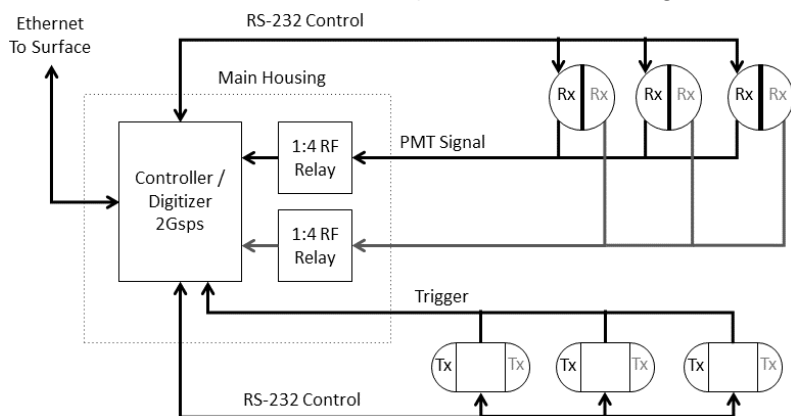 Ethernet
To Surface
RS-232 Control
Main Housing
Rx
Rx
Rx
Rx
Rx
Rx
Controller /
Digitizer
2Gsps
1:4 RF
Relay
PMT Signal
1:4 RF
Relay
Trigger
Tx
Tx
Tx
Tx
Tx
Tx
RS-232 Control